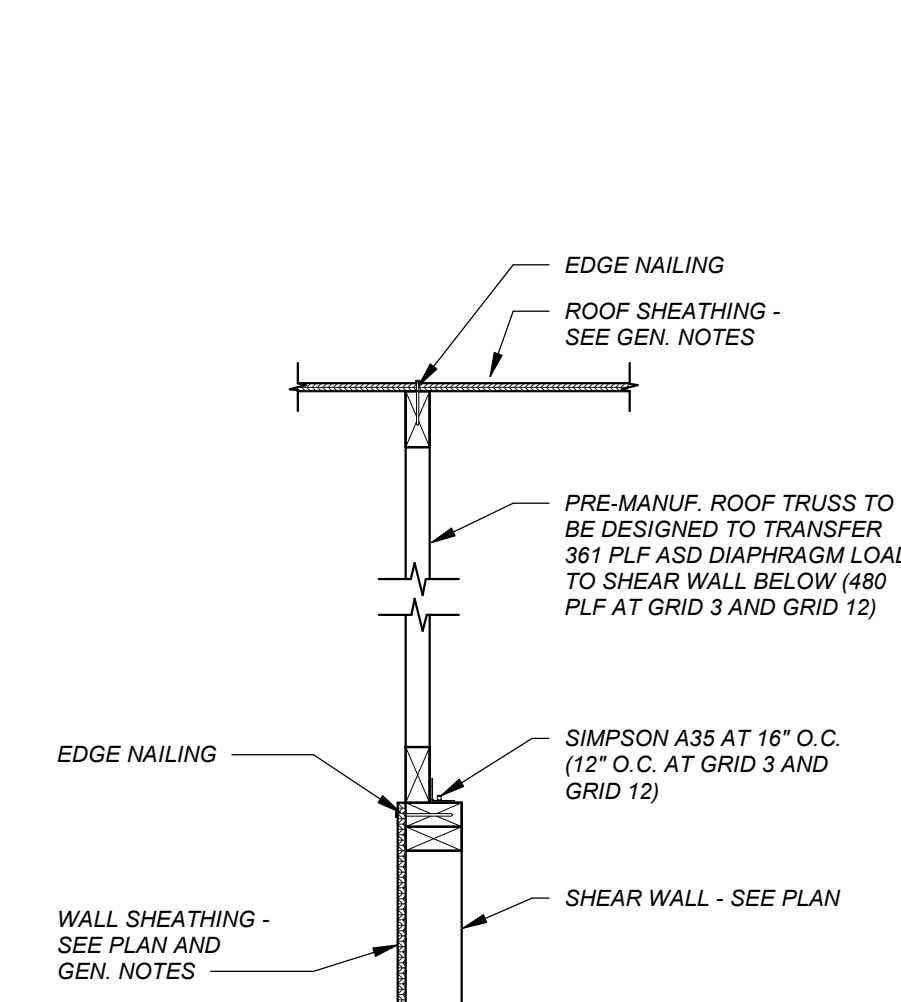 EDGE NAILING
ROOF SHEATHING -
SEE GEN. NOTES
PRE-MANUF. ROOF TRUSS TO
BE DESIGNED TO TRANSFER
361 PLF ASD DIAPHRAGM LOAD
TO SHEAR WALL BELOW (480
PLF AT GRID 3 AND GRID 12)
EDGE NAILING
SIMPSON A35 AT 16" O.C.
(12" O.C. AT GRID 3 AND
GRID 12)
SHEAR WALL - SEE PLAN
WALL SHEATHING -
SEE PLAN AND
GEN. NOTES